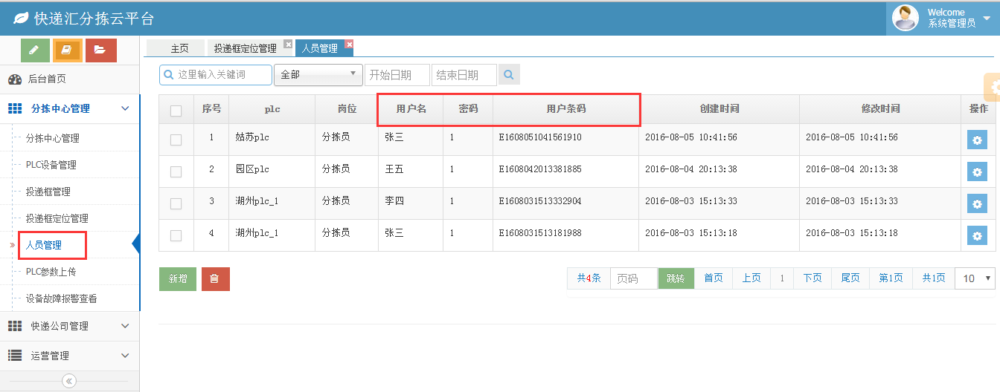 快递汇分拣云平台
Welcome
系统管理员
主页 投递框定位管理 人员管理
这里输入关键词 全部 开始日期 结束日期
后台首页
分拣中心管理
分拣中心管理
PLC设备管理
投递框管理
投递框定位管理
人员管理
PLC参数上传
设备故障报警查看
快递公司管理
运营管理
序号 plc 岗位 用户名 密码 用户条码 创建时间 修改时间 操作
1 姑苏plc 分拣员 张三 1 E1608051041561910 2016-08-05 10:41:56 2016-08-05 10:41:56
2 园区plc 分拣员 王五 1 E1608042013381885 2016-08-04 20:13:38 2016-08-04 20:13:38
3 湖州plc_1 分拣员 李四 1 E1608031513332904 2016-08-03 15:13:33 2016-08-03 15:13:33
4 湖州plc_1 分拣员 张三 1 E1608031513181988 2016-08-03 15:13:18 2016-08-03 15:13:18
新增 共4条 页码 跳转 首页 上页 1 下页 尾页 第1页 共1页 10